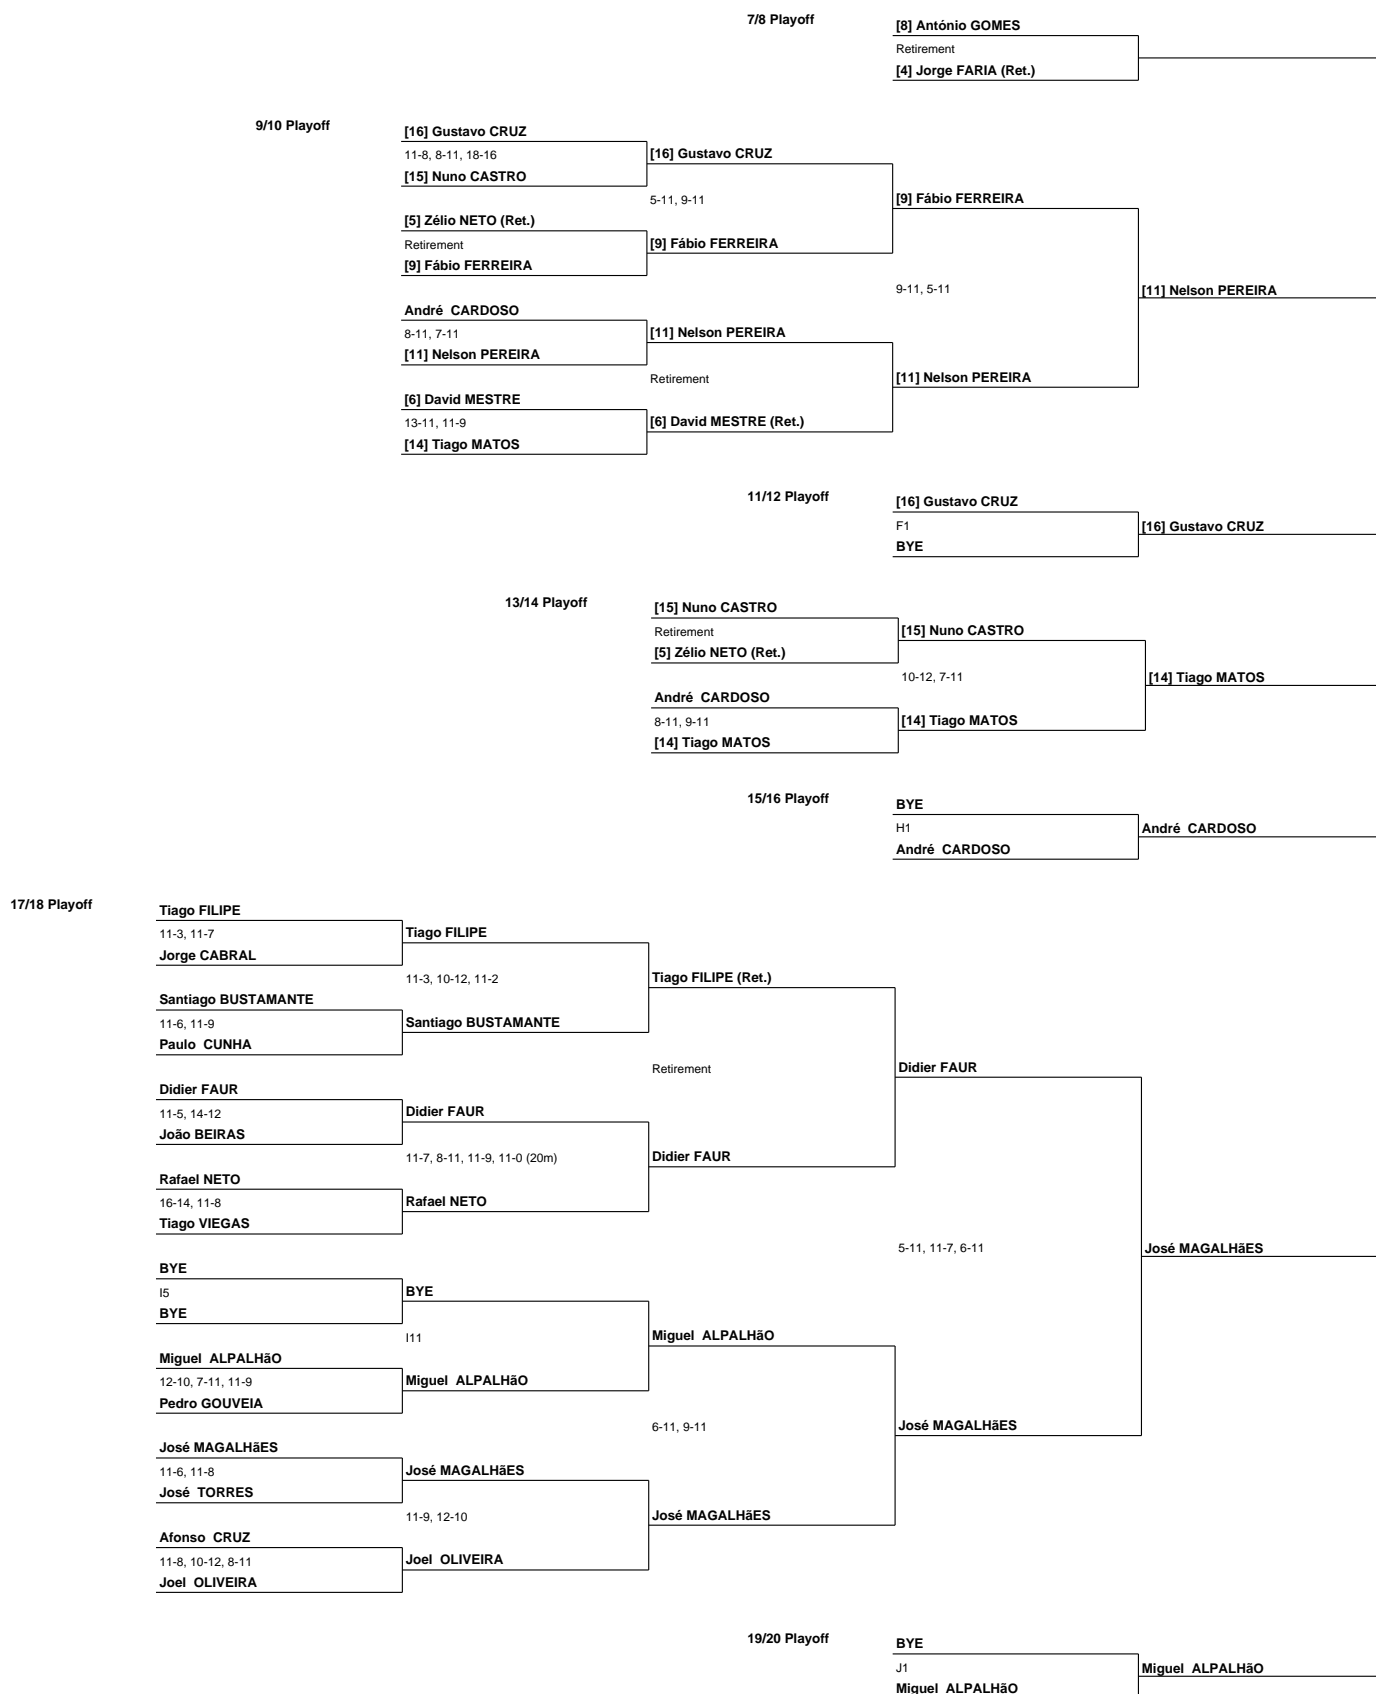 7/8 Playoff
[8] António GOMES
Retirement
[4] Jorge FARIA (Ret.)
9/10 Playoff
[16] Gustavo CRUZ
11-8, 8-11, 18-16
[16] Gustavo CRUZ
[15] Nuno CASTRO
5-11, 9-11
[9] Fábio FERREIRA
[5] Zélio NETO (Ret.)
Retirement
[9] Fábio FERREIRA
[9] Fábio FERREIRA
9-11, 5-11
[11] Nelson PEREIRA
André  CARDOSO
8-11, 7-11
[11] Nelson PEREIRA
[11] Nelson PEREIRA
Retirement
[11] Nelson PEREIRA
[6] David MESTRE
13-11, 11-9
[6] David MESTRE (Ret.)
[14] Tiago MATOS
11/12 Playoff
[16] Gustavo CRUZ
F1
[16] Gustavo CRUZ
BYE
13/14 Playoff
[15] Nuno CASTRO
Retirement
[15] Nuno CASTRO
[5] Zélio NETO (Ret.)
10-12, 7-11
[14] Tiago MATOS
André  CARDOSO
8-11, 9-11
[14] Tiago MATOS
[14] Tiago MATOS
15/16 Playoff
BYE
H1
André  CARDOSO
André  CARDOSO
17/18 Playoff
Tiago FILIPE
11-3, 11-7
Tiago FILIPE
Jorge CABRAL
11-3, 10-12, 11-2
Tiago FILIPE (Ret.)
Santiago BUSTAMANTE
11-6, 11-9
Santiago BUSTAMANTE
Paulo  CUNHA
Retirement
Didier FAUR
Didier FAUR
11-5, 14-12
Didier FAUR
João BEIRAS
11-7, 8-11, 11-9, 11-0 (20m)
Didier FAUR
Rafael NETO
16-14, 11-8
Rafael NETO
Tiago VIEGAS
5-11, 11-7, 6-11
José MAGALHãES
BYE
I5
BYE
BYE
I11
Miguel  ALPALHãO
Miguel  ALPALHãO
12-10, 7-11, 11-9
Miguel  ALPALHãO
Pedro GOUVEIA
6-11, 9-11
José MAGALHãES
José MAGALHãES
11-6, 11-8
José MAGALHãES
José  TORRES
11-9, 12-10
José MAGALHãES
Afonso  CRUZ
11-8, 10-12, 8-11
Joel  OLIVEIRA
Joel  OLIVEIRA
19/20 Playoff
BYE
J1
Miguel  ALPALHãO
Miguel  ALPALHãO